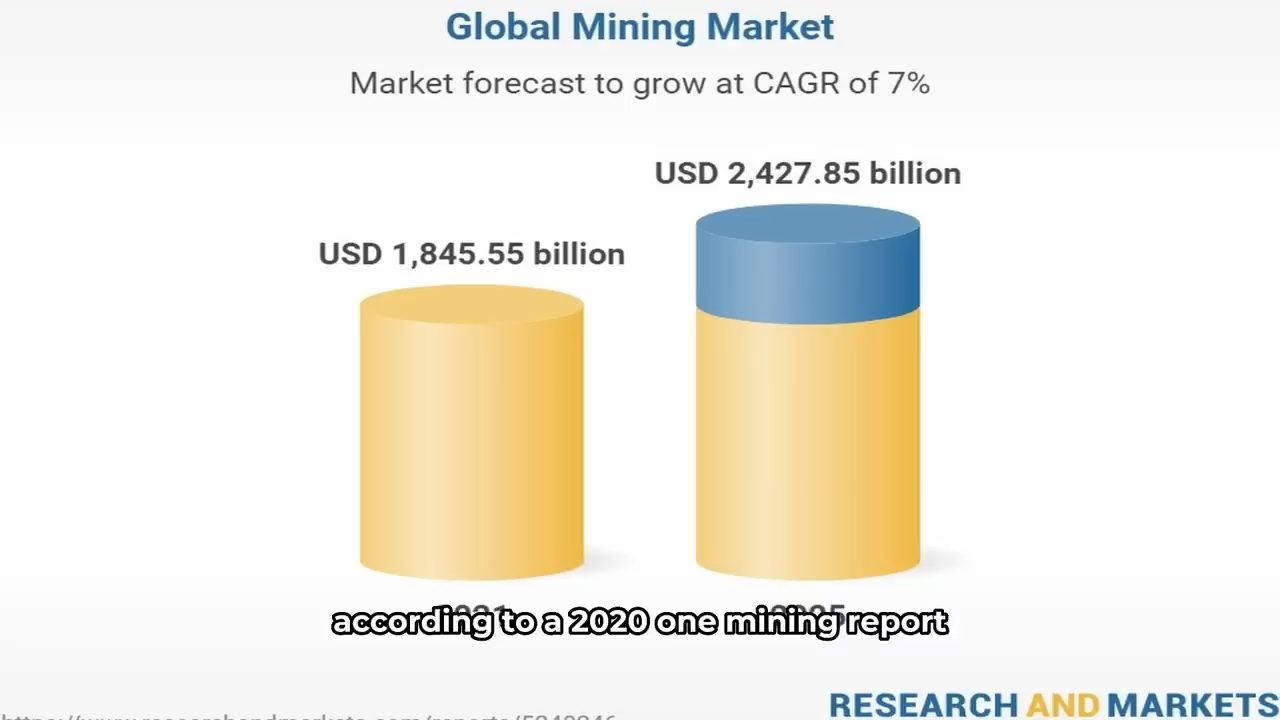 Global Mining Market
Market forecast to grow at CAGR of 7%
USD 2,427.85 billion
USD 1,845.55 billion
according to a 2020 one mining report
RESEARCH AND MARKETS